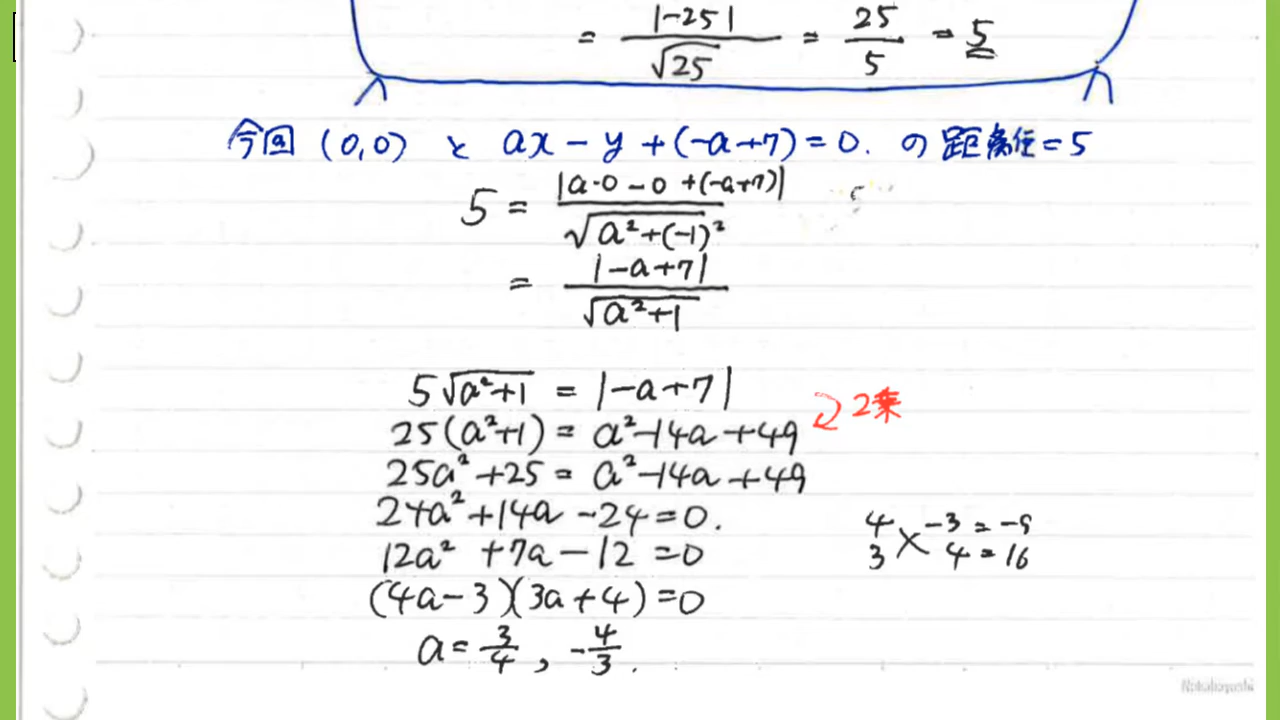 = |-25| / √25 = 25/5 = 5
今回 (0,0) と ax - y + (-a+7) = 0. の 距離は = 5
5 = |a·0 - 0 + (-a+7)| / √(a²+(-1)²)
= |-a+7| / √(a²+1)
5√(a²+1) = |-a+7|
2乗
25(a²+1) = a²-14a+49
25a²+25 = a²-14a+49
24a²+14a-24=0.
12a²+7a-12=0
4 -3 = -9
3 4 = 16
(4a-3)(3a+4)=0
a = 3/4, -4/3.